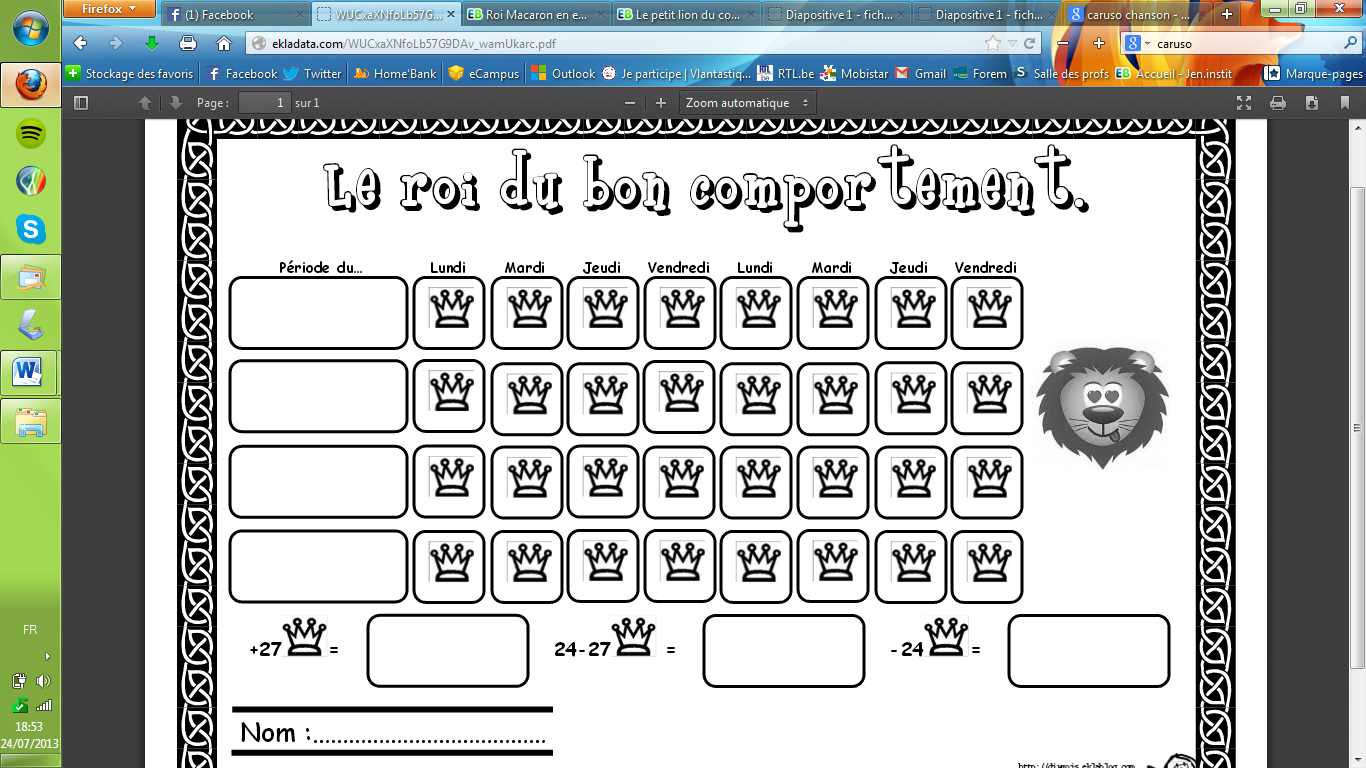 Firefox
(1) Facebook
WUCxaXNfoLb57G...
Roi Macaron en e...
Le petit lion du co...
Diapositive 1 - fich...
Diapositive 1 - fich...
caruso chanson - ...
ekladata.com/WUCxaXNfoLb57G9DAv_wamUkarc.pdf
caruso
Stockage des favoris
Facebook
Twitter
Home'Bank
eCampus
Outlook
Je participe | Vlantastiq...
RTL.be
Mobistar
Gmail
Forem
Salle des profs
Accueil - Jen.instit
Marque-pages
Page :
1
sur 1
Zoom automatique
Le roi du bon comportement.
Période du...
Lundi Mardi Jeudi Vendredi Lundi Mardi Jeudi Vendredi
+27 =
24-27 =
-24 =
Nom :.......................................
FR
18:53
24/07/2013